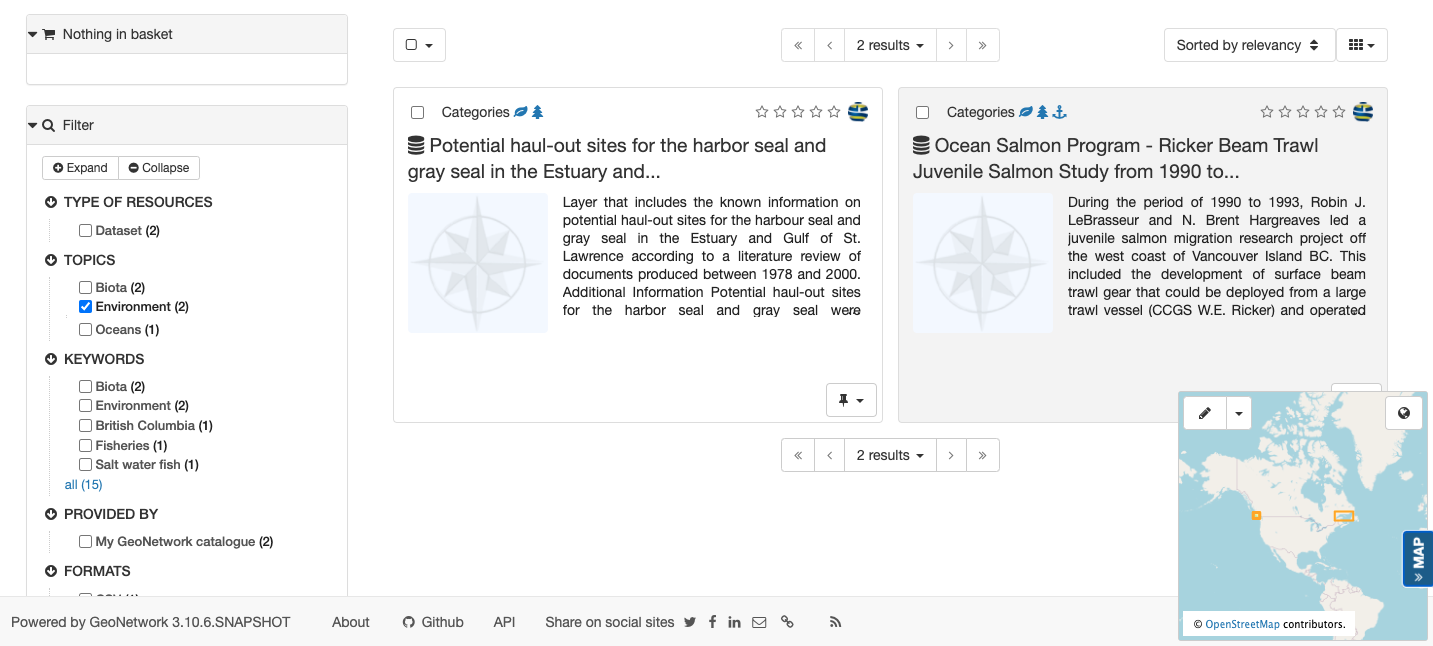 Nothing in basket
Filter
Expand
Collapse
TYPE OF RESOURCES
Dataset (2)
TOPICS
Biota (2)
Environment (2)
Oceans (1)
KEYWORDS
Biota (2)
Environment (2)
British Columbia (1)
Fisheries (1)
Salt water fish (1)
all (15)
PROVIDED BY
My GeoNetwork catalogue (2)
FORMATS
« ‹ 2 results › »
Sorted by relevancy
Categories
Potential haul-out sites for the harbor seal and
gray seal in the Estuary and...
Layer that includes the known information on
potential haul-out sites for the harbour seal and
gray seal in the Estuary and Gulf of St.
Lawrence according to a literature review of
documents produced between 1978 and 2000.
Additional Information Potential haul-out sites
for the harbor seal and gray seal were
Categories
Ocean Salmon Program - Ricker Beam Trawl
Juvenile Salmon Study from 1990 to...
During the period of 1990 to 1993, Robin J.
LeBrasseur and N. Brent Hargreaves led a
juvenile salmon migration research project off
the west coast of Vancouver Island BC. This
included the development of surface beam
trawl gear that could be deployed from a large
trawl vessel (CCGS W.E. Ricker) and operated
« ‹ 2 results › »
» MAP
© OpenStreetMap contributors.
Powered by GeoNetwork 3.10.6.SNAPSHOT
About
Github
API
Share on social sites